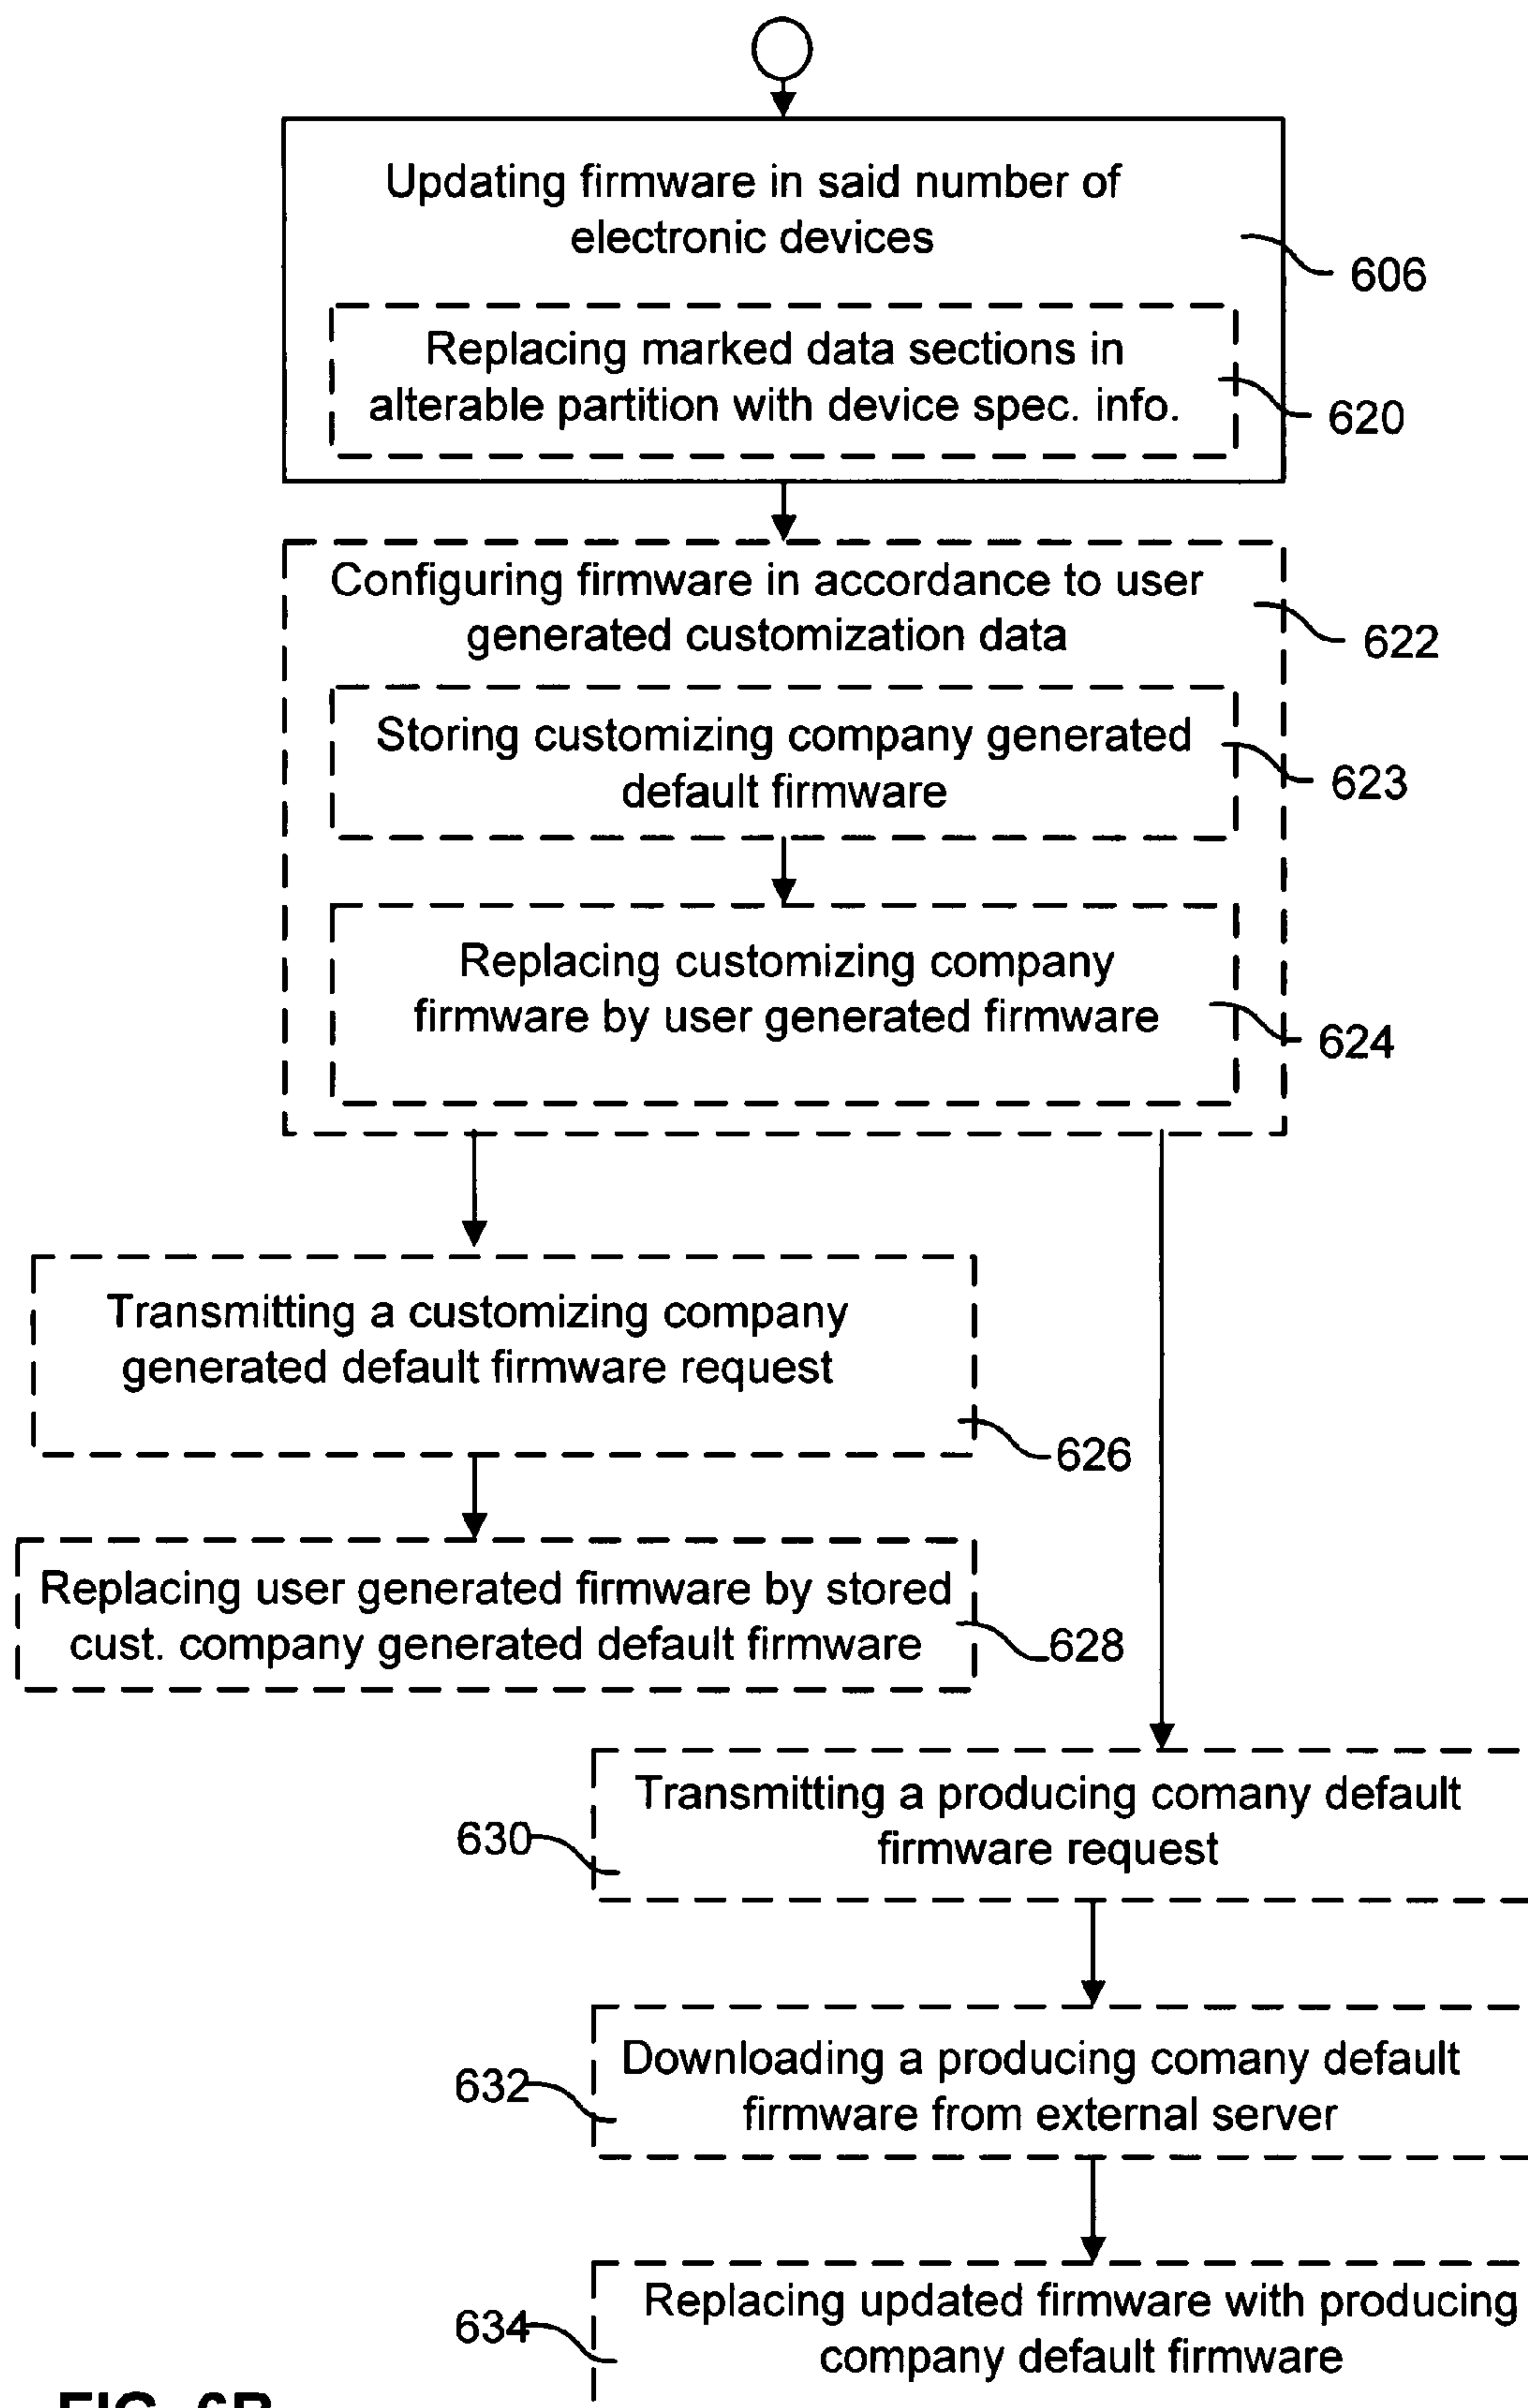 Updating firmware in said number of
electronic devices
606
Replacing marked data sections in
alterable partition with device spec. info.
620
Configuring firmware in accordance to user
generated customization data
622
Storing customizing company generated
default firmware
623
Replacing customizing company
firmware by user generated firmware
624
Transmitting a customizing company
generated default firmware request
626
Replacing user generated firmware by stored
cust. company generated default firmware
628
Transmitting a producing comany default
firmware request
630
Downloading a producing comany default
firmware from external server
632
Replacing updated firmware with producing
company default firmware
634
FIG. 6B